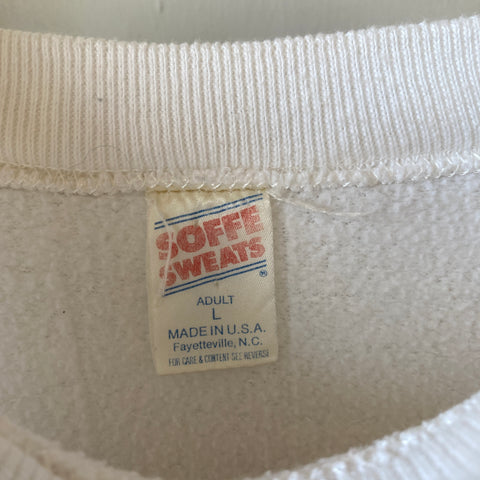 SOFFE
SWEATS®
ADULT
L
MADE IN U.S.A.
Fayetteville, N.C.
FOR CARE & CONTENT SEE REVERSE